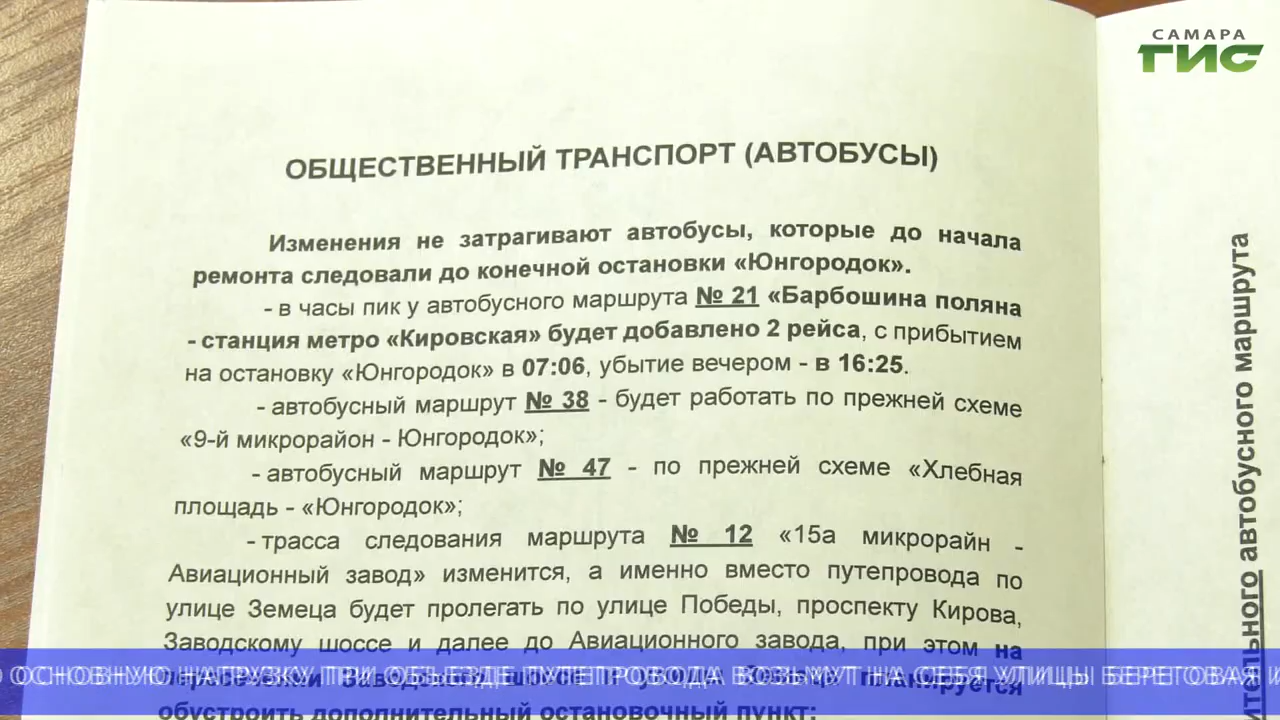 САМАРА
ГИС
ОБЩЕСТВЕННЫЙ ТРАНСПОРТ (АВТОБУСЫ)
Изменения не затрагивают автобусы, которые до начала
ремонта следовали до конечной остановки «Юнгородок».
- в часы пик у автобусного маршрута № 21 «Барбошина поляна
- станция метро «Кировская» будет добавлено 2 рейса, с прибытием
на остановку «Юнгородок» в 07:06, убытие вечером - в 16:25.
- автобусный маршрут № 38 - будет работать по прежней схеме
«9-й микрорайон - Юнгородок»;
- автобусный маршрут № 47 - по прежней схеме «Хлебная
площадь - «Юнгородок»;
- трасса следования маршрута № 12 «15а микрорайн -
Авиационный завод» изменится, а именно вместо путепровода по
улице Земеца будет пролегать по улице Победы, проспекту Кирова,
Заводскому шоссе и далее до Авиационного завода, при этом на
планируется
обустроить дополнительный остановочный пункт:
ОСНОВНУЮ НАГРУЗКУ ПРИ ОБЪЕЗДЕ ПУТЕПРОВОДА ВОЗЬМУТ НА СЕБЯ УЛИЦЫ БЕРЕГОВАЯ И
автобусного маршрута